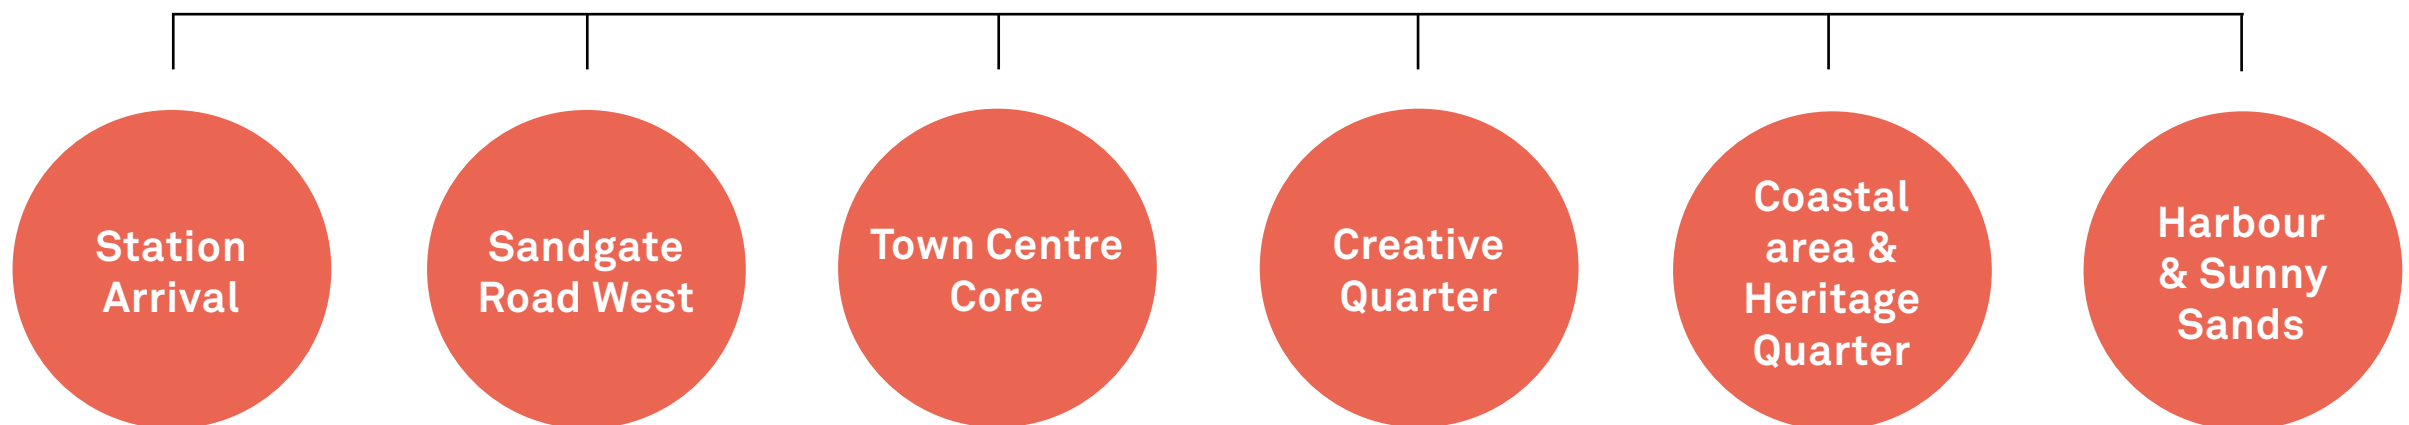 Station
Arrival
Sandgate
Road West
Town Centre
Core
Creative
Quarter
Coastal
area &
Heritage
Quarter
Harbour
& Sunny
Sands